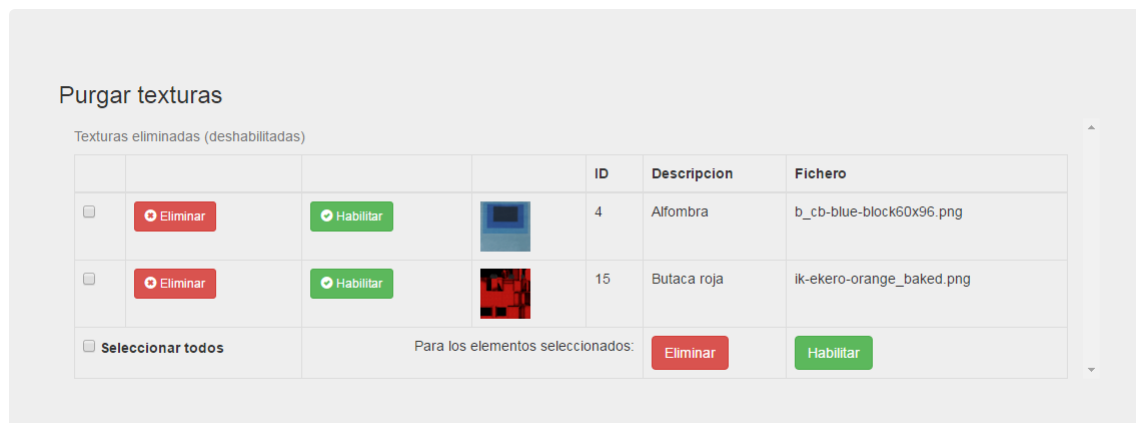 Purgar texturas
Texturas eliminadas (deshabilitadas)
ID Descripcion Fichero
Eliminar Habilitar 4 Alfombra b_cb-blue-block60x96.png
Eliminar Habilitar 15 Butaca roja ik-ekero-orange_baked.png
Seleccionar todos Para los elementos seleccionados: Eliminar Habilitar